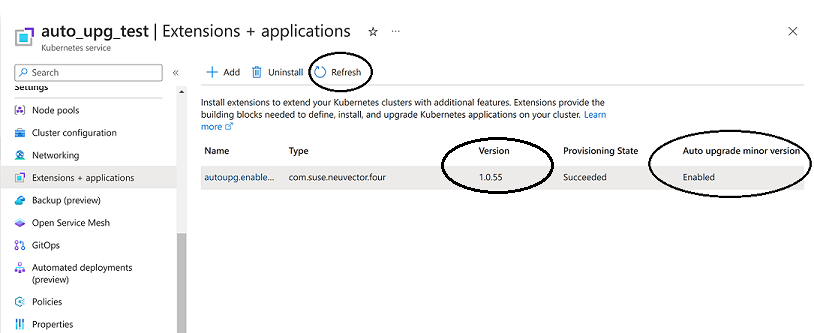 auto_upg_test | Extensions + applications
Kubernetes service
Search
Settings
Node pools
Cluster configuration
Networking
Extensions + applications
Backup (preview)
Open Service Mesh
GitOps
Automated deployments
(preview)
Policies
Properties
Add Uninstall Refresh
Install extensions to extend your Kubernetes clusters with additional features. Extensions provide the
building blocks needed to define, install, and upgrade Kubernetes applications on your cluster. Learn
more
Name Type Version Provisioning State Auto upgrade minor version
autoupg.enable... com.suse.neuvector.four 1.0.55 Succeeded Enabled